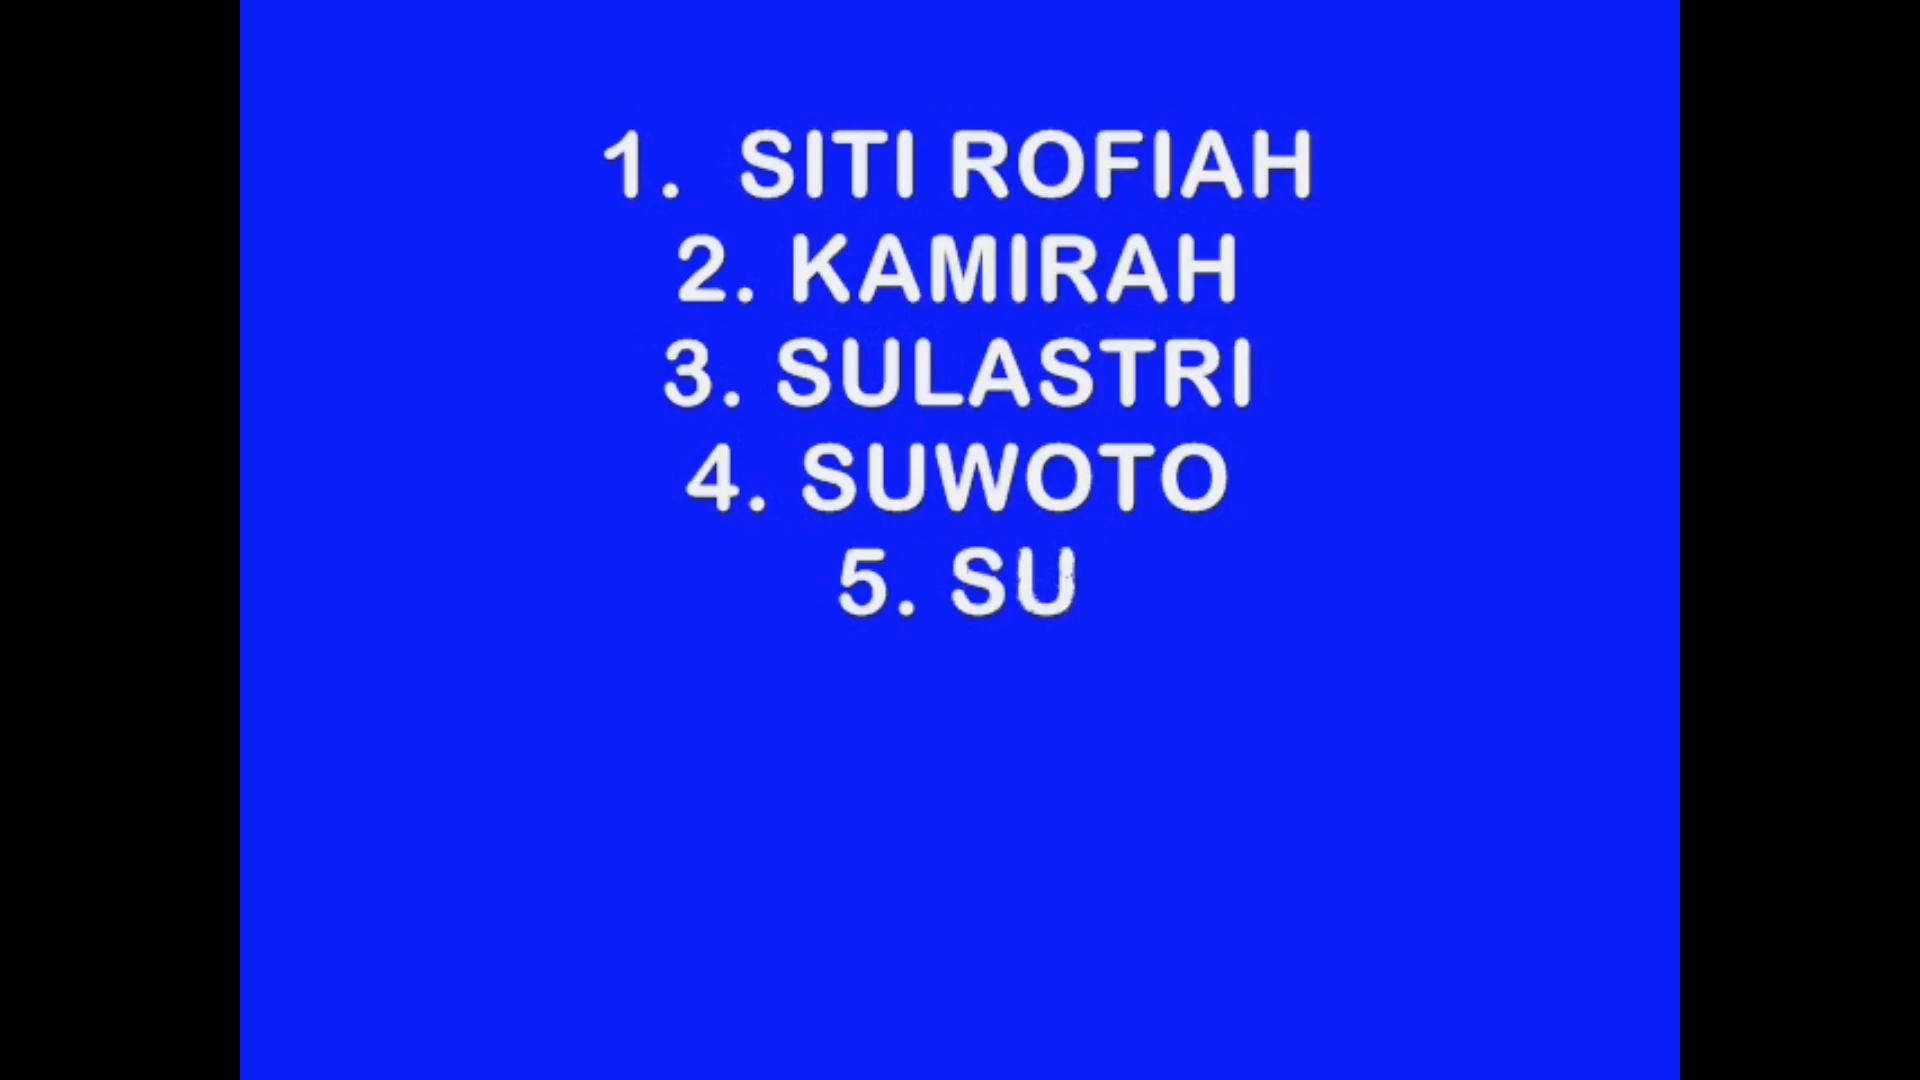 1. SITI ROFIAH
2. KAMIRAH
3. SULASTRI
4. SUWOTO
5. SU